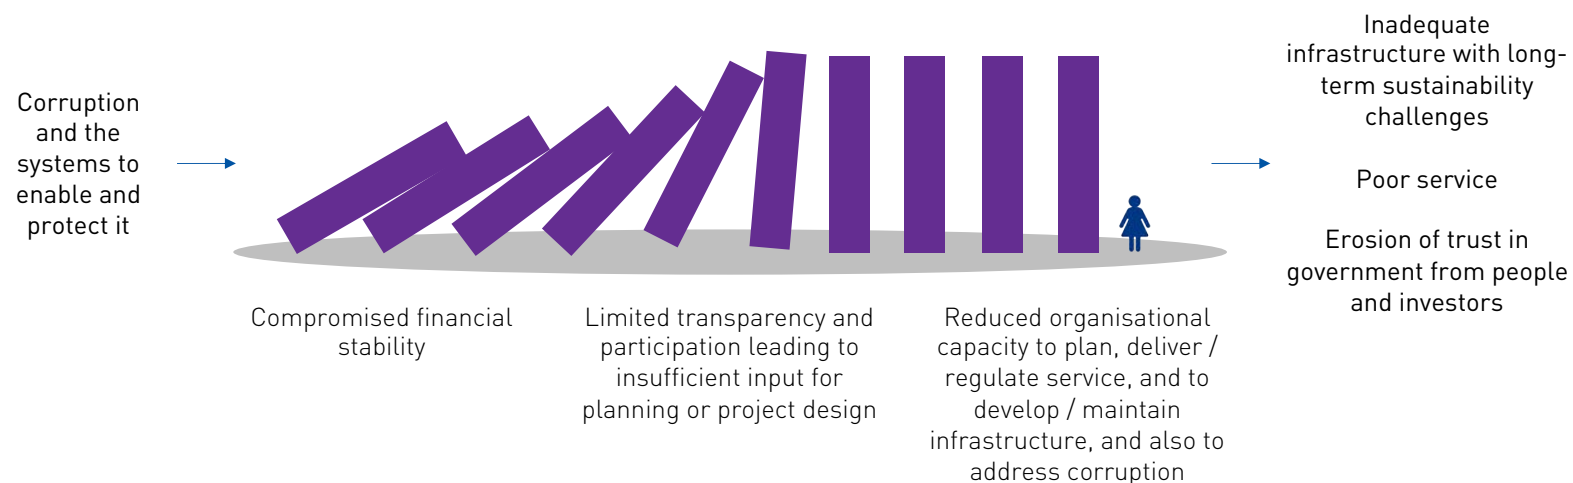 Corruption
and the
systems to
enable and
protect it
Compromised financial
stability
Limited transparency and
participation leading to
insufficient input for
planning or project design
Reduced organisational
capacity to plan, deliver /
regulate service, and to
develop / maintain
infrastructure, and also to
address corruption
Inadequate
infrastructure with long-
term sustainability
challenges
Poor service
Erosion of trust in
government from people
and investors